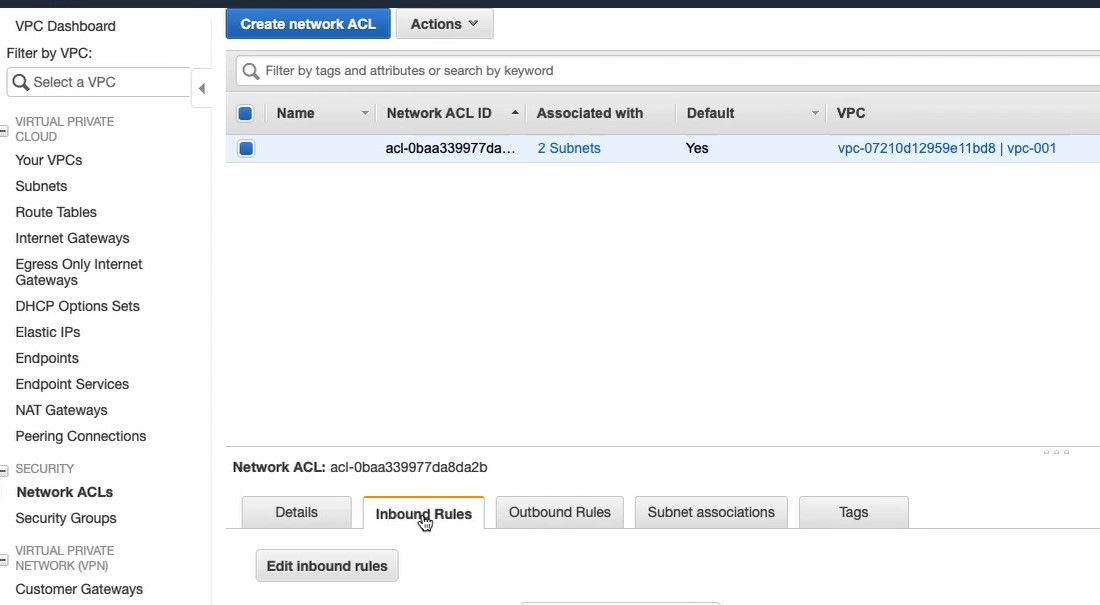 VPC Dashboard
Filter by VPC:
Select a VPC
VIRTUAL PRIVATE
CLOUD
Your VPCs
Subnets
Route Tables
Internet Gateways
Egress Only Internet
Gateways
DHCP Options Sets
Elastic IPs
Endpoints
Endpoint Services
NAT Gateways
Peering Connections
SECURITY
Network ACLs
Security Groups
VIRTUAL PRIVATE
NETWORK (VPN)
Customer Gateways
Create network ACL Actions
Filter by tags and attributes or search by keyword
Name Network ACL ID Associated with Default VPC
acl-0baa339977da... 2 Subnets Yes vpc-07210d12959e11bd8 | vpc-001
Network ACL: acl-0baa339977da8da2b
Details Inbound Rules Outbound Rules Subnet associations Tags
Edit inbound rules